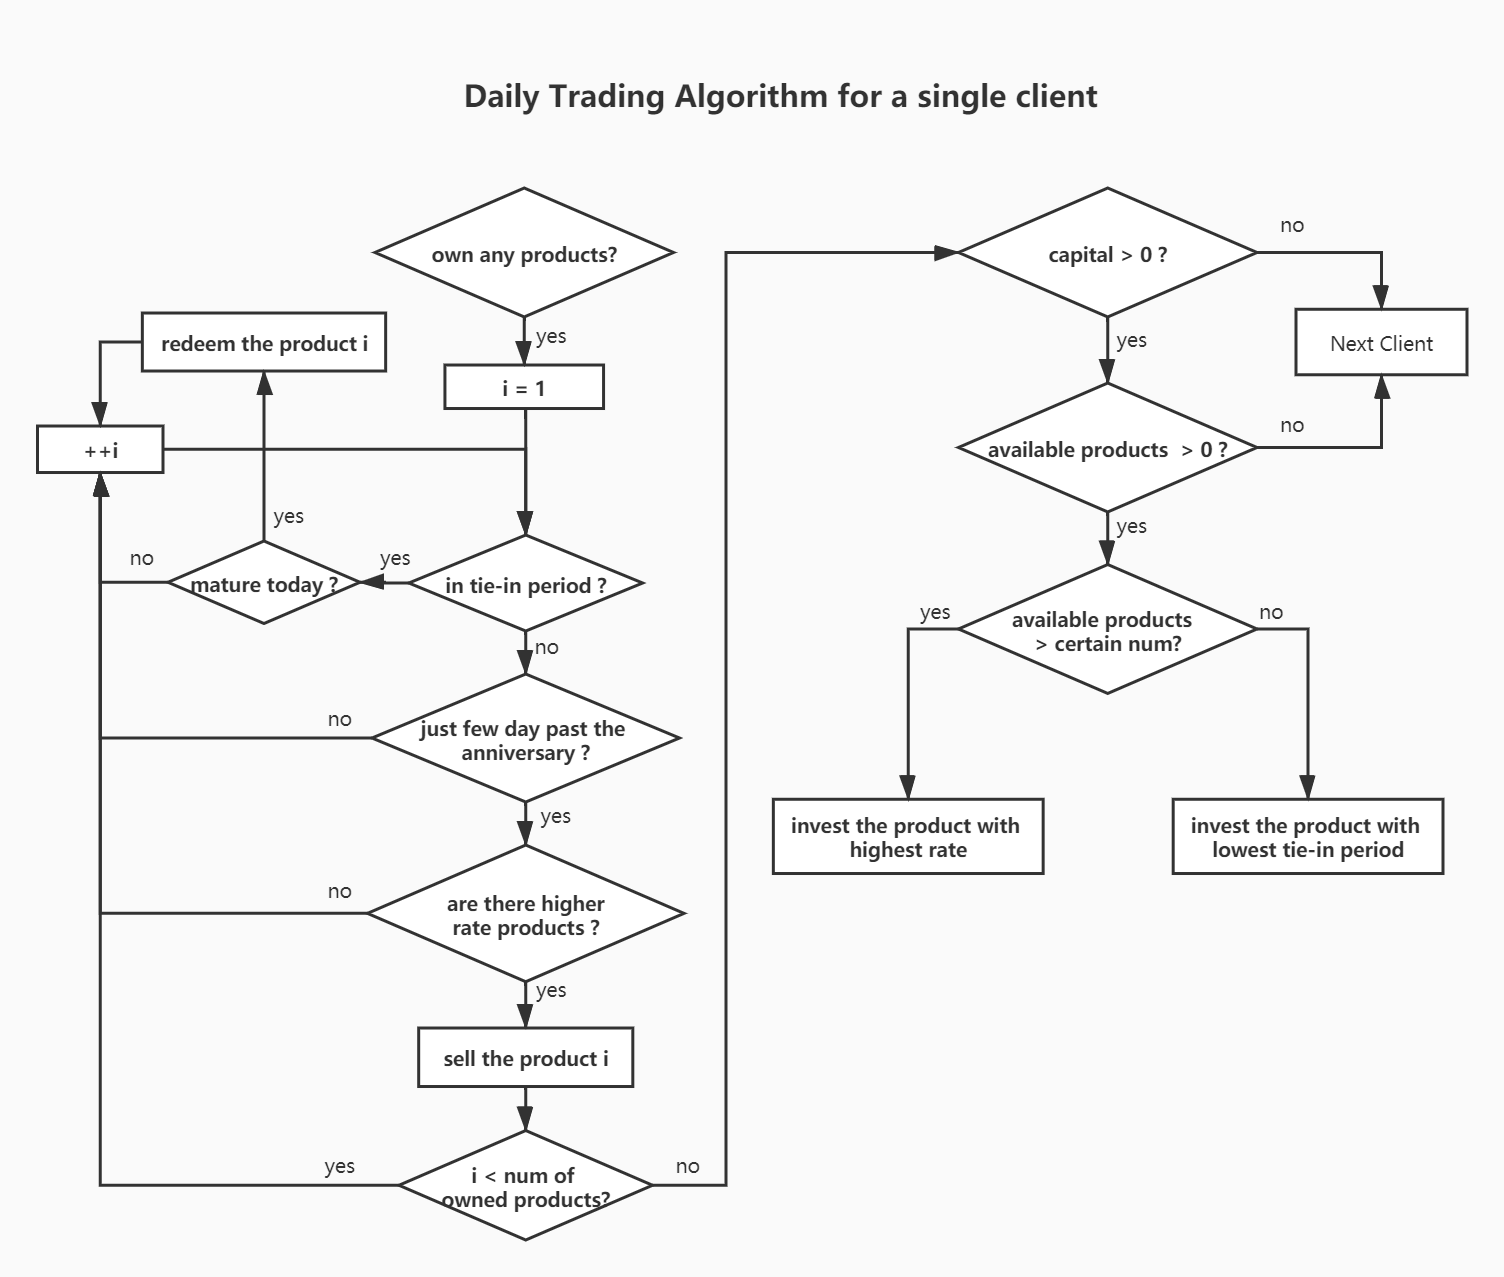 Daily Trading Algorithm for a single client
own any products?
yes
i = 1
redeem the product i
++i
yes
no
mature today ?
yes
in tie-in period ?
no
no
just few day past the
anniversary ?
yes
no
are there higher
rate products ?
yes
sell the product i
yes
i < num of
owned products?
no
capital > 0 ?
no
Next Client
yes
available products > 0 ?
no
yes
yes
available products
> certain num?
no
invest the product with
highest rate
invest the product with
lowest tie-in period